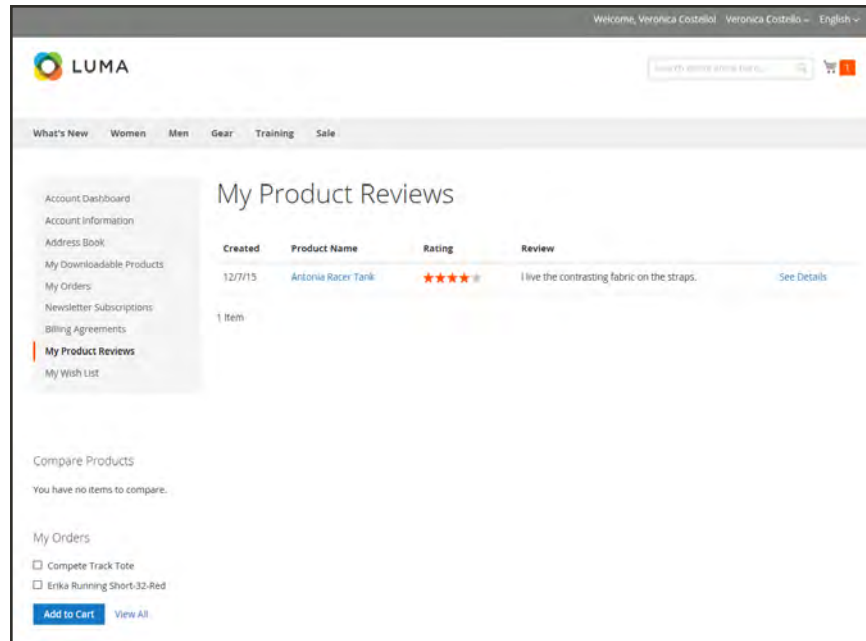 Welcome, Veronica Costello! Veronica Costello English
LUMA
Search entire store here...
1
What's New Women Men Gear Training Sale
Account Dashboard
Account Information
Address Book
My Downloadable Products
My Orders
Newsletter Subscriptions
Billing Agreements
My Product Reviews
My Wish List
My Product Reviews
Created Product Name Rating Review
12/7/15 Antonia Racer Tank I live the contrasting fabric on the straps. See Details
1 Item
Compare Products
You have no items to compare.
My Orders
Compete Track Tote
Erika Running Short-32-Red
Add to Cart View All